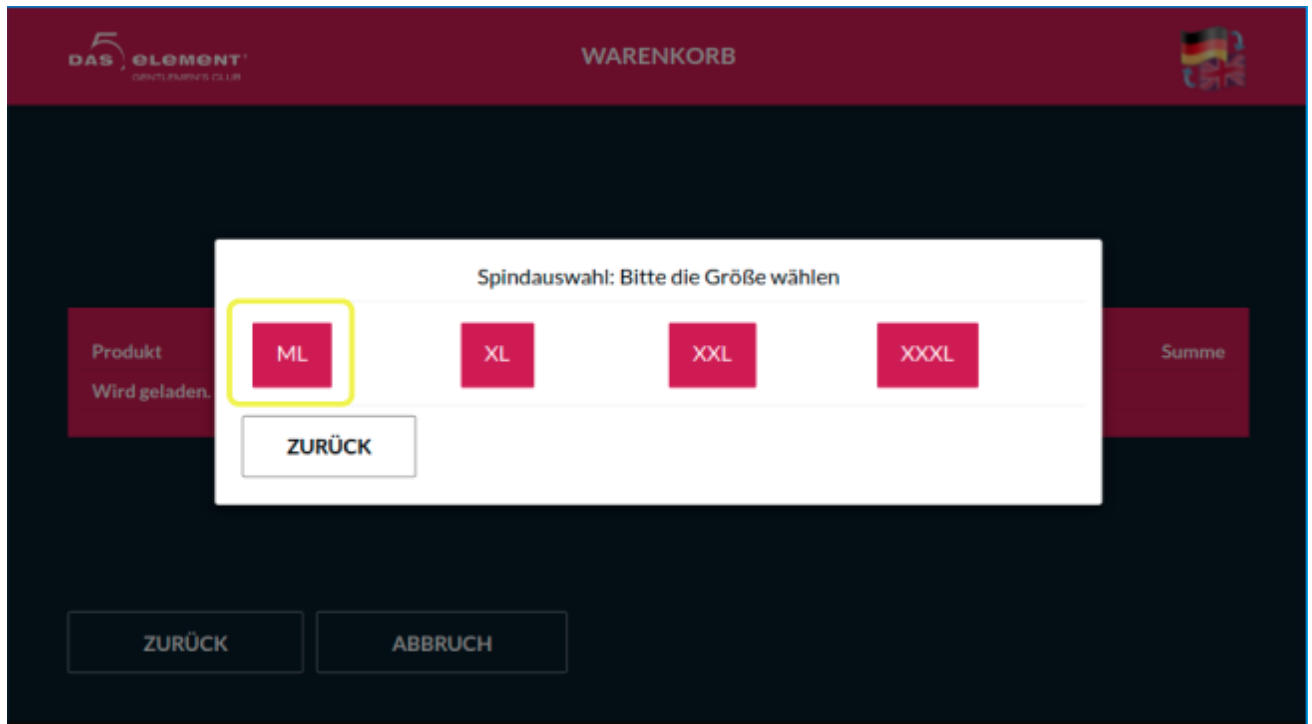 DAS 5 ELEMENT
GENTLEMEN'S CLUB
WARENKORB
Spindauswahl: Bitte die Größe wählen
ML XL XXL XXXL
Produkt Summe
Wird geladen.
ZURÜCK
ZURÜCK ABBRUCH